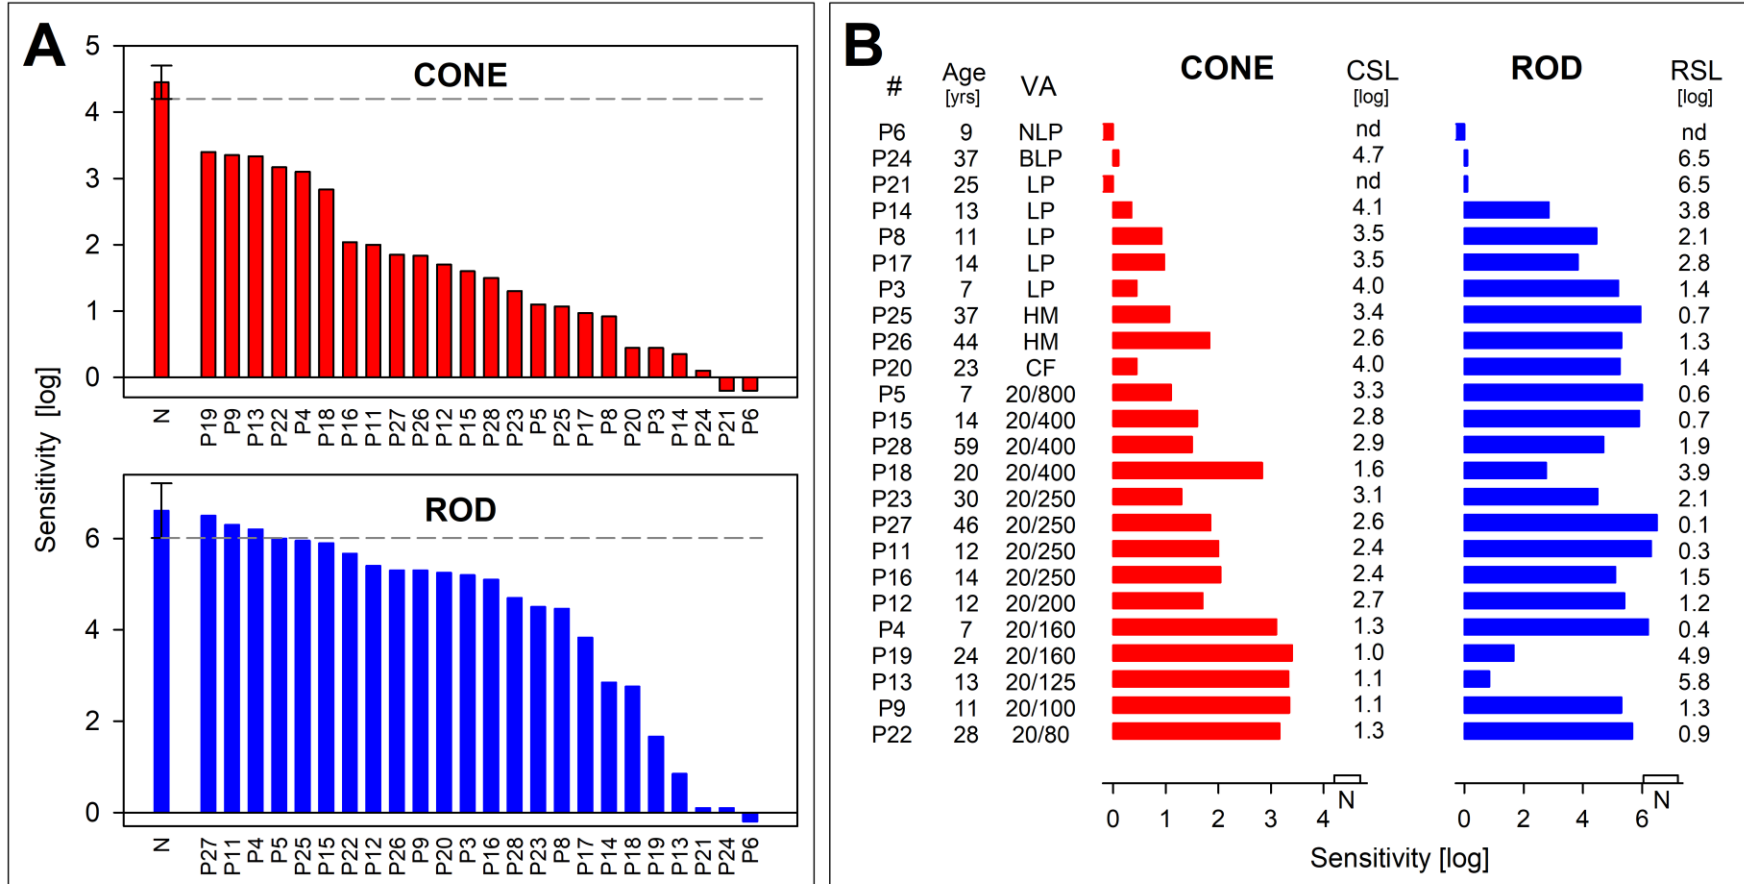 A
CONE
5
4
3
2
1
0
N P19 P9 P13 P22 P4 P18 P16 P11 P27 P26 P12 P15 P28 P23 P5 P25 P17 P8 P20 P3 P14 P24 P21 P6
Sensitivity [log]
ROD
6
4
2
0
N P27 P11 P4 P5 P25 P15 P22 P12 P26 P9 P20 P3 P16 P28 P23 P8 P17 P14 P18 P19 P13 P21 P24 P6
B
# Age [yrs] VA CONE CSL [log] ROD RSL [log]
P6 9 NLP nd nd
P24 37 BLP 4.7 6.5
P21 25 LP nd 6.5
P14 13 LP 4.1 3.8
P8 11 LP 3.5 2.1
P17 14 LP 3.5 2.8
P3 7 LP 4.0 1.4
P25 37 HM 3.4 0.7
P26 44 HM 2.6 1.3
P20 23 CF 4.0 1.4
P5 7 20/800 3.3 0.6
P15 14 20/400 2.8 0.7
P28 59 20/400 2.9 1.9
P18 20 20/400 1.6 3.9
P23 30 20/250 3.1 2.1
P27 46 20/250 2.6 0.1
P11 12 20/250 2.4 0.3
P16 14 20/250 2.4 1.5
P12 12 20/200 2.7 1.2
P4 7 20/160 1.3 0.4
P19 24 20/160 1.0 4.9
P13 13 20/125 1.1 5.8
P9 11 20/100 1.1 1.3
P22 28 20/80 1.3 0.9
N N
0 1 2 3 4 0 2 4 6
Sensitivity [log]